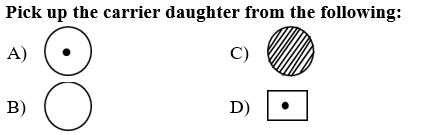 Pick up the carrier daughter from the following:
A) C)
B) D)